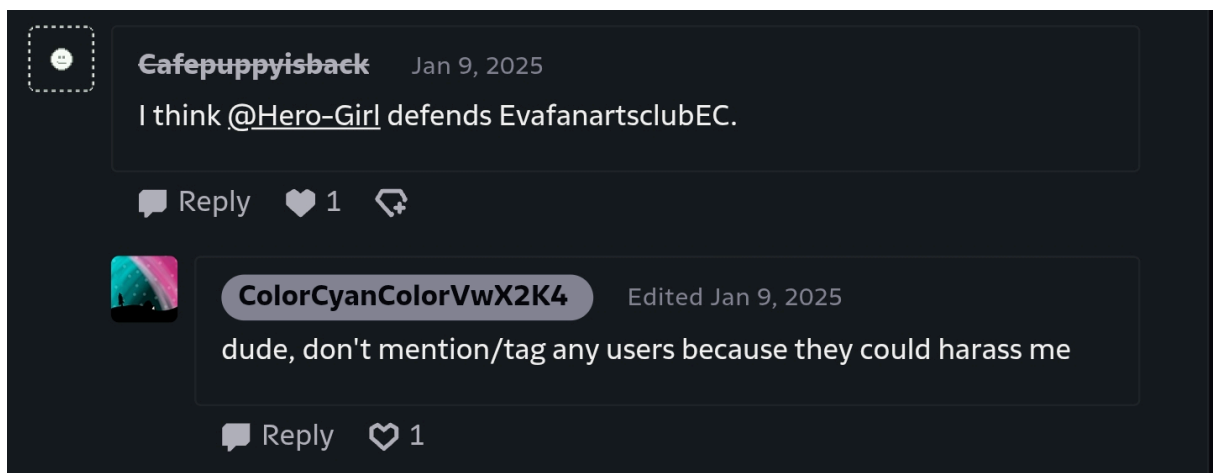 Cafepuppyisback Jan 9, 2025
I think @Hero-Girl defends EvafanartsclubEC.
Reply 1
ColorCyanColorVwX2K4 Edited Jan 9, 2025
dude, don't mention/tag any users because they could harass me
Reply 1